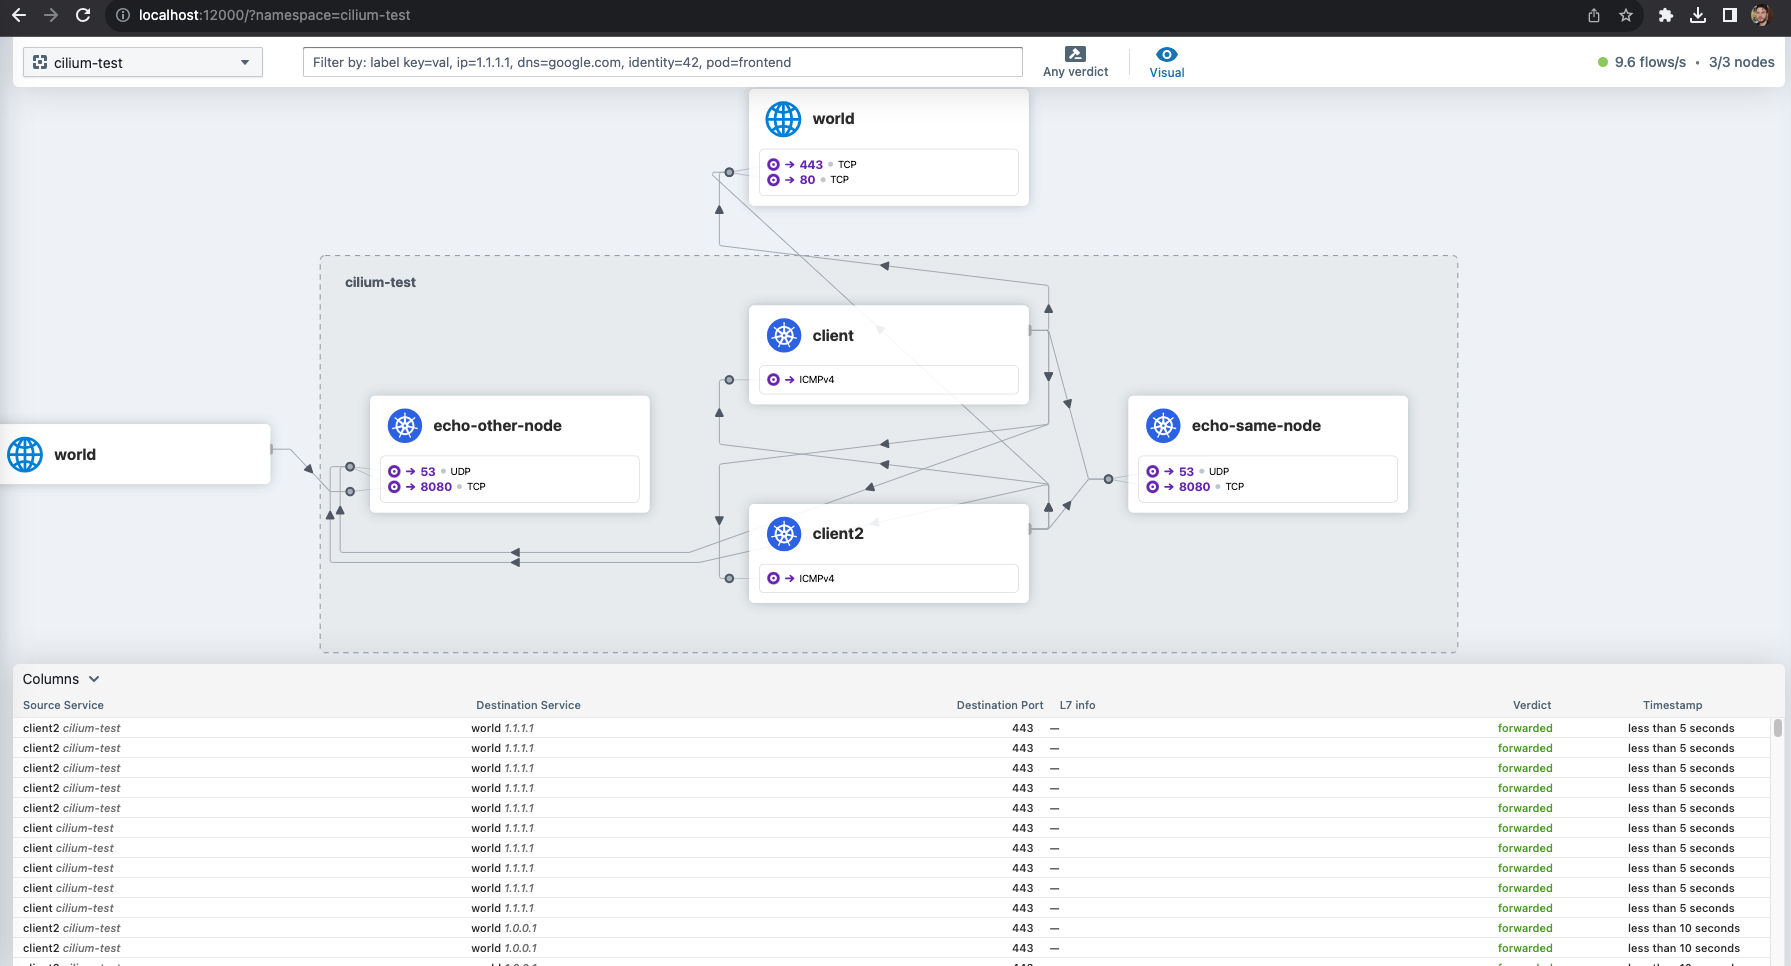 localhost:12000/?namespace=cilium-test
cilium-test
Filter by: label key=val, ip=1.1.1.1, dns=google.com, identity=42, pod=frontend
Any verdict
Visual
9.6 flows/s • 3/3 nodes
world
→ 443 • TCP
→ 80 • TCP
cilium-test
client
→ ICMPv4
echo-other-node
→ 53 • UDP
→ 8080 • TCP
echo-same-node
→ 53 • UDP
→ 8080 • TCP
world
client2
→ ICMPv4
Columns
Source Service Destination Service Destination Port L7 info Verdict Timestamp
client2 cilium-test world 1.1.1.1 443 — forwarded less than 5 seconds
client2 cilium-test world 1.1.1.1 443 — forwarded less than 5 seconds
client2 cilium-test world 1.1.1.1 443 — forwarded less than 5 seconds
client2 cilium-test world 1.1.1.1 443 — forwarded less than 5 seconds
client2 cilium-test world 1.1.1.1 443 — forwarded less than 5 seconds
client cilium-test world 1.1.1.1 443 — forwarded less than 5 seconds
client cilium-test world 1.1.1.1 443 — forwarded less than 5 seconds
client cilium-test world 1.1.1.1 443 — forwarded less than 5 seconds
client cilium-test world 1.1.1.1 443 — forwarded less than 5 seconds
client cilium-test world 1.1.1.1 443 — forwarded less than 5 seconds
client2 cilium-test world 1.0.0.1 443 — forwarded less than 10 seconds
client2 cilium-test world 1.0.0.1 443 — forwarded less than 10 seconds